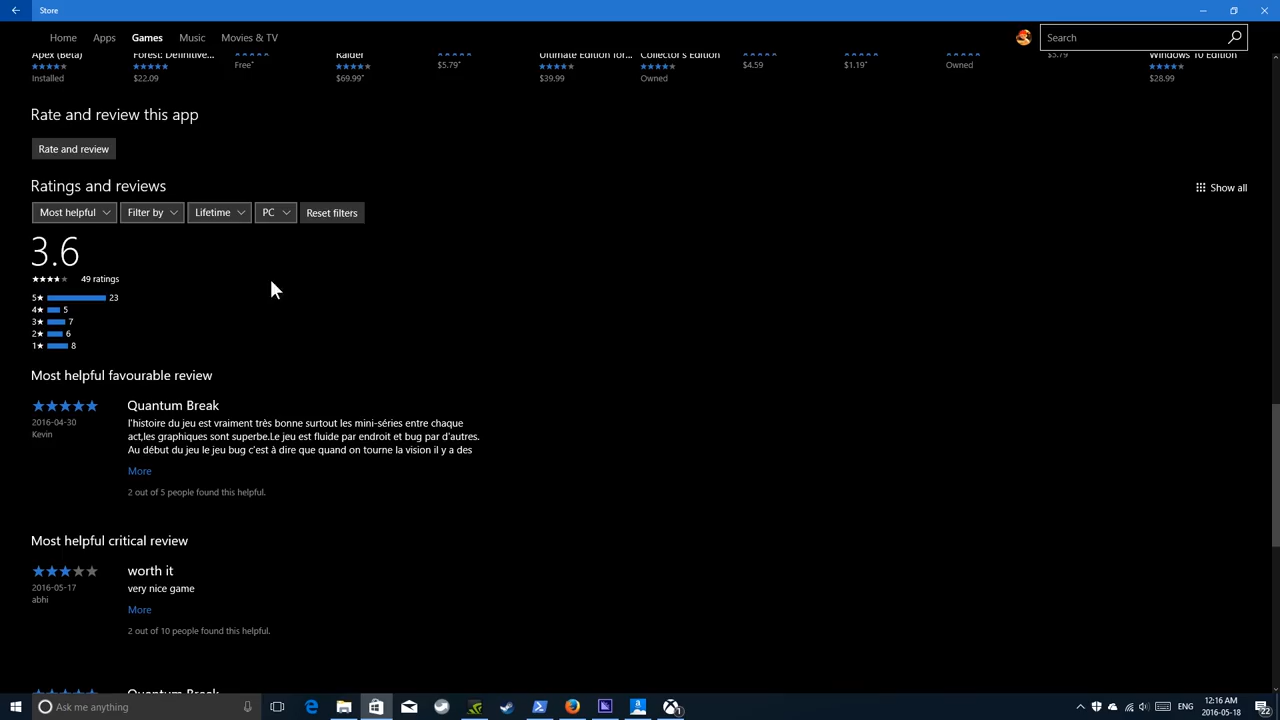 Store
Home Apps Games Music Movies & TV
Search
Apex (Beta) Forest: Definitive... Raider Ultimate Edition for... Collector's Edition Windows 10 Edition
Installed $22.09 Free* $69.99* $5.79* $39.99 Owned $4.59 $1.19* Owned $5.79 $28.99
Rate and review this app
Rate and review
Ratings and reviews
Show all
Most helpful Filter by Lifetime PC Reset filters
3.6
★★★★★ 49 ratings
5★ 23
4★ 5
3★ 7
2★ 6
1★ 8
Most helpful favourable review
Quantum Break
l'histoire du jeu est vraiment très bonne surtout les mini-séries entre chaque
2016-04-30
act,les graphiques sont superbe.Le jeu est fluide par endroit et bug par d'autres.
Kevin
Au début du jeu le jeu bug c'est à dire que quand on tourne la vision il y a des
More
2 out of 5 people found this helpful.
Most helpful critical review
worth it
2016-05-17
very nice game
abhi
More
2 out of 10 people found this helpful.
Quantum Break
Ask me anything
ENG
12:16 AM
2016-05-18
22